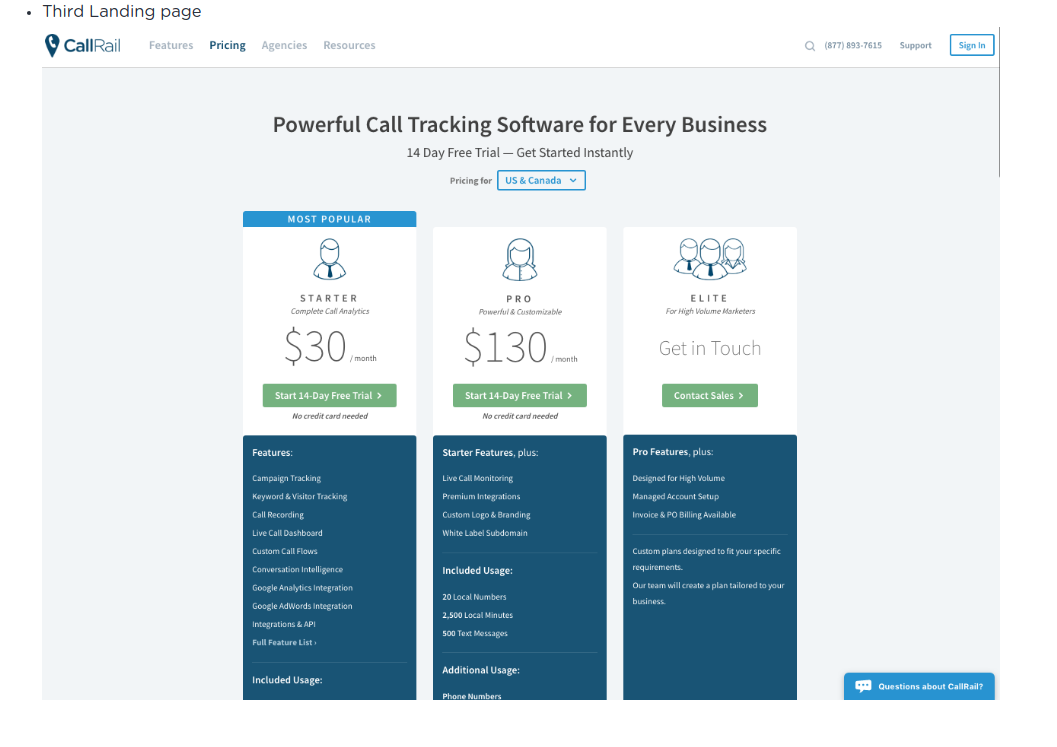 • Third Landing page
CallRail Features Pricing Agencies Resources (877) 893-7615 Support Sign In
Powerful Call Tracking Software for Every Business
14 Day Free Trial — Get Started Instantly
Pricing for US & Canada
MOST POPULAR
STARTER
Complete Call Analytics
$30 / month
Start 14-Day Free Trial >
No credit card needed
Features:
Campaign Tracking
Keyword & Visitor Tracking
Call Recording
Live Call Dashboard
Custom Call Flows
Conversation Intelligence
Google Analytics Integration
Google AdWords Integration
Integrations & API
Full Feature List ›
Included Usage:
PRO
Powerful & Customizable
$130 / month
Start 14-Day Free Trial >
No credit card needed
Starter Features, plus:
Live Call Monitoring
Premium Integrations
Custom Logo & Branding
White Label Subdomain
Included Usage:
20 Local Numbers
2,500 Local Minutes
500 Text Messages
Additional Usage:
Phone Numbers
ELITE
For High Volume Marketers
Get in Touch
Contact Sales >
Pro Features, plus:
Designed for High Volume
Managed Account Setup
Invoice & PO Billing Available
Custom plans designed to fit your specific
requirements.
Our team will create a plan tailored to your
business.
Questions about CallRail?